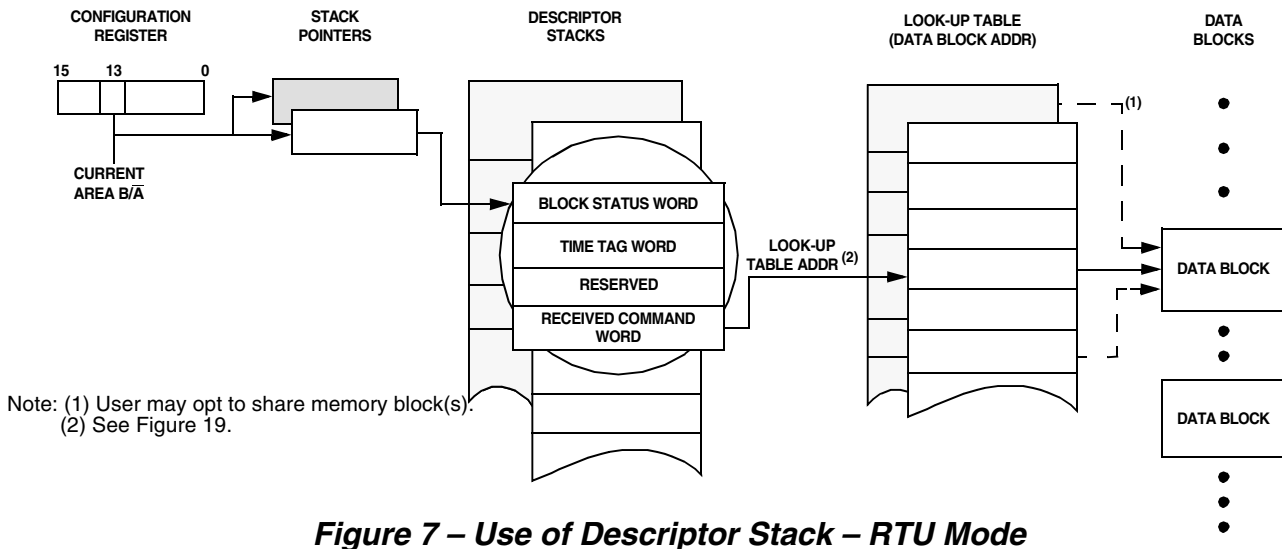 CONFIGURATION
REGISTER
STACK
POINTERS
DESCRIPTOR
STACKS
LOOK-UP TABLE
(DATA BLOCK ADDR)
DATA
BLOCKS
15 13 0
CURRENT
AREA B/A̅
BLOCK STATUS WORD
TIME TAG WORD
RESERVED
RECEIVED COMMAND
WORD
LOOK-UP
TABLE ADDR (2)
(1)
DATA BLOCK
DATA BLOCK
Note: (1) User may opt to share memory block(s).
(2) See Figure 19.
Figure 7 – Use of Descriptor Stack – RTU Mode